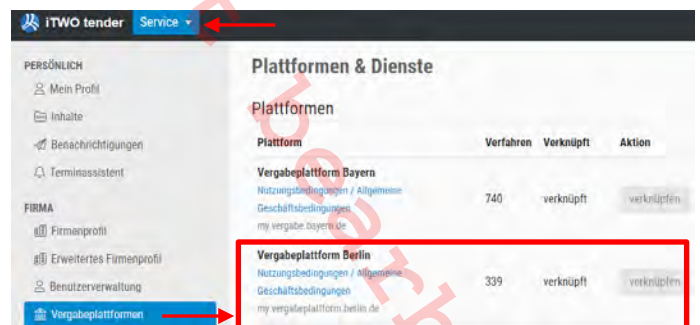 iTWO tender Service
PERSÖNLICH
Mein Profil
Inhalte
Benachrichtigungen
Terminassistent
FIRMA
Firmenprofil
Erweitertes Firmenprofil
Benutzerverwaltung
Vergabeplattformen
Plattformen & Dienste
Plattformen
Plattform Verfahren Verknüpft Aktion
Vergabeplattform Bayern
Nutzungsbedingungen / Allgemeine
Geschäftsbedingungen
my.vergabe.bayern.de
740 verknüpft verknüpfen
Vergabeplattform Berlin
Nutzungsbedingungen / Allgemeine
Geschäftsbedingungen
my.vergabeplattform.berlin.de
339 verknüpft verknüpfen